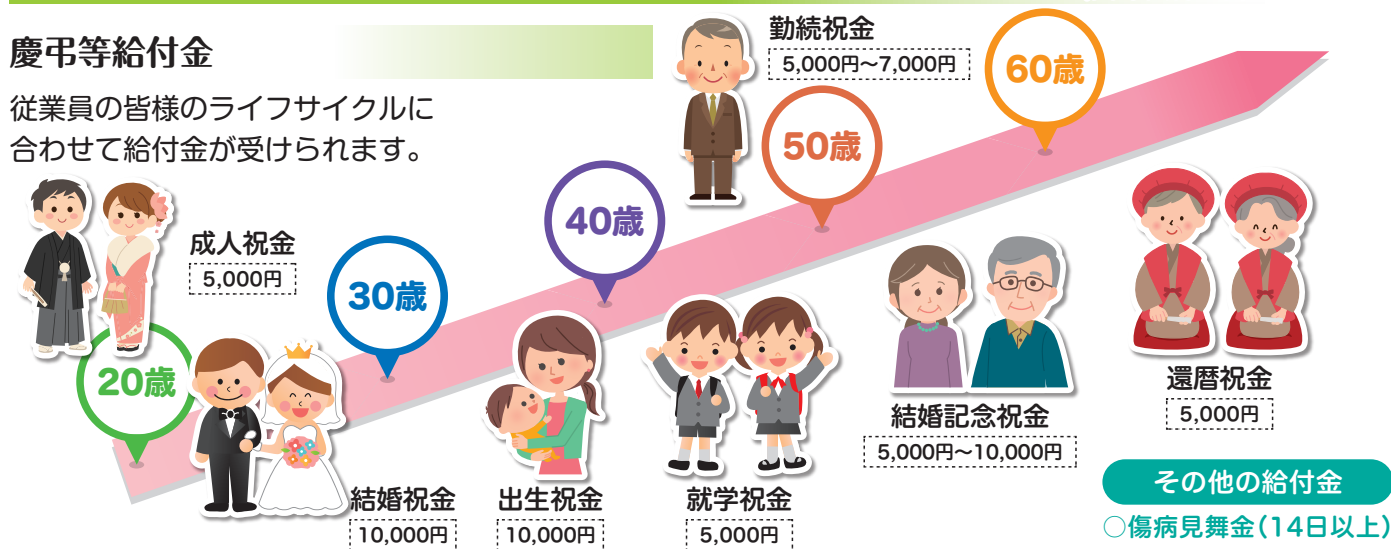 慶弔等給付金
従業員の皆様のライフサイクルに
合わせて給付金が受けられます。
成人祝金
5,000円
20歳
30歳
40歳
50歳
60歳
勤続祝金
5,000円～7,000円
結婚祝金
10,000円
出生祝金
10,000円
就学祝金
5,000円
結婚記念祝金
5,000円～10,000円
還暦祝金
5,000円
その他の給付金
○傷病見舞金(14日以上)